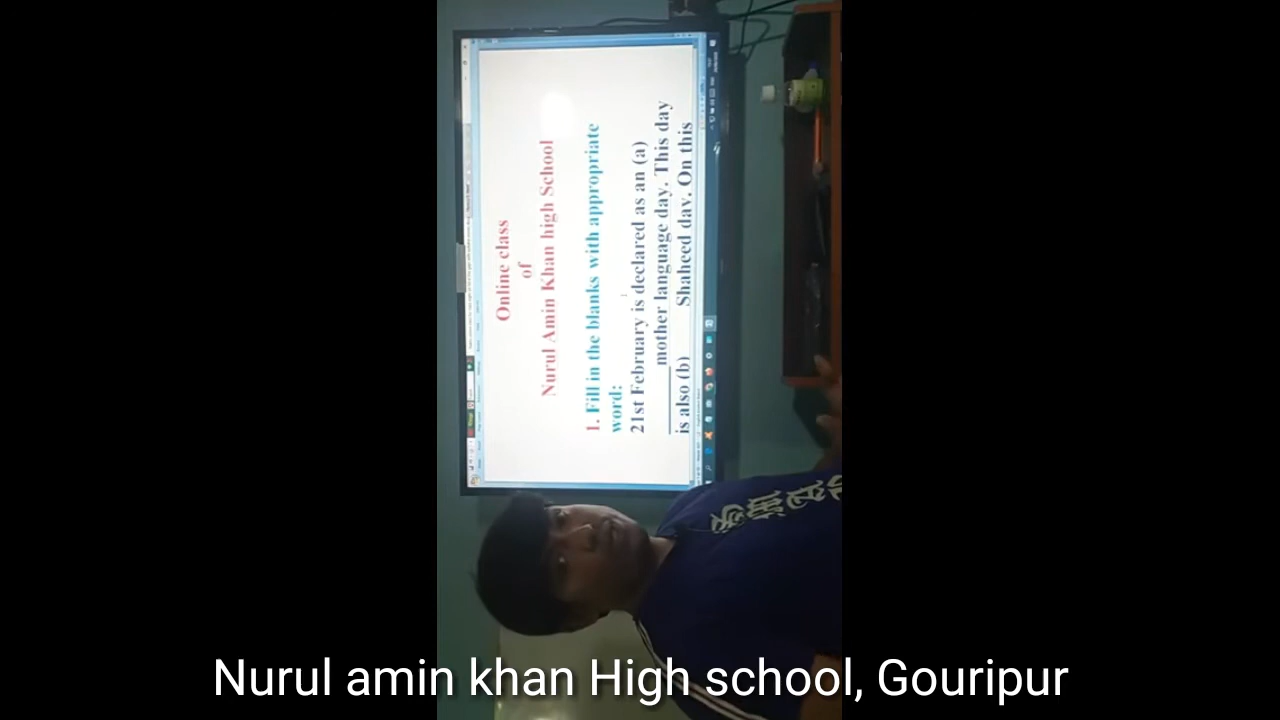 Online class
of
Nurul Amin Khan high School
1. Fill in the blanks with appropriate
word:
21st February is declared as an (a)
________ mother language day. This day
is also (b) Shaheed day. On this
Nurul amin khan High school, Gouripur